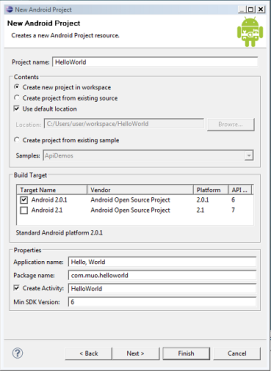 New Android Project
New Android Project
Creates a new Android Project resource.
Project name: HelloWorld
Contents
Create new project in workspace
Create project from existing source
Use default location
Location: C:/Users/user/workspace/HelloWorld Browse...
Create project from existing sample
Samples: ApiDemos
Build Target
Target Name Vendor Platform API ...
Android 2.0.1 Android Open Source Project 2.0.1 6
Android 2.1 Android Open Source Project 2.1 7
Standard Android platform 2.0.1
Properties
Application name: Hello, World
Package name: com.muo.helloworld
Create Activity: HelloWorld
Min SDK Version: 6
? < Back Next > Finish Cancel